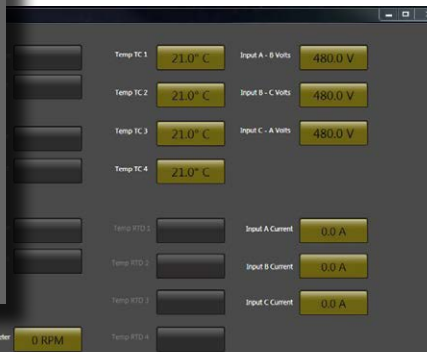 Temp TC 1 21.0° C Input A - B Volts 480.0 V
Temp TC 2 21.0° C Input B - C Volts 480.0 V
Temp TC 3 21.0° C Input C - A Volts 480.0 V
Temp TC 4 21.0° C
Temp RTD 1 Input A Current 0.0 A
Temp RTD 2 Input B Current 0.0 A
Temp RTD 3 Input C Current 0.0 A
0 RPM Temp RTD 4